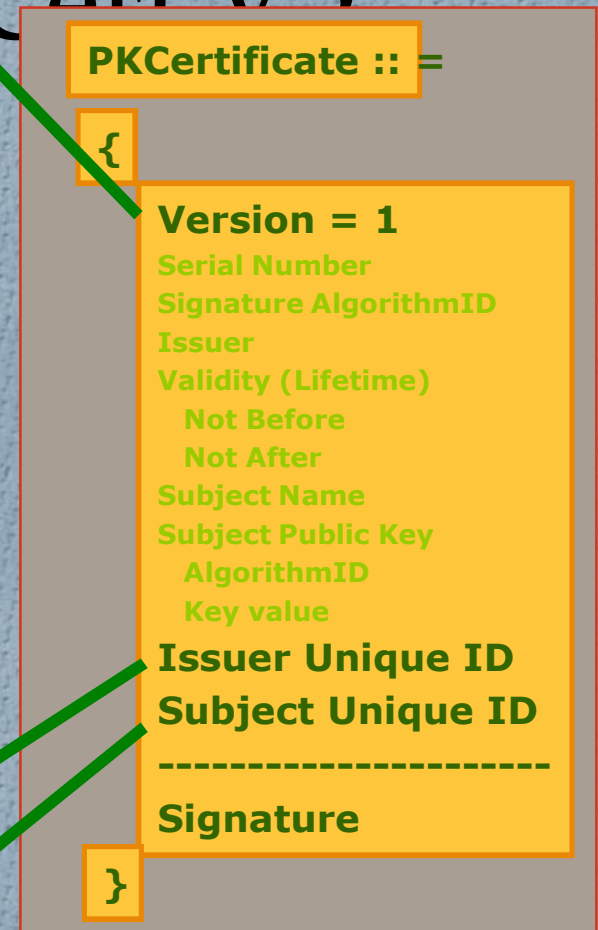 PKCertificate :: =
{
Version = 1
Serial Number
Signature AlgorithmID
Issuer
Validity (Lifetime)
Not Before
Not After
Subject Name
Subject Public Key
AlgorithmID
Key value
Issuer Unique ID
Subject Unique ID
----------------------
Signature
}